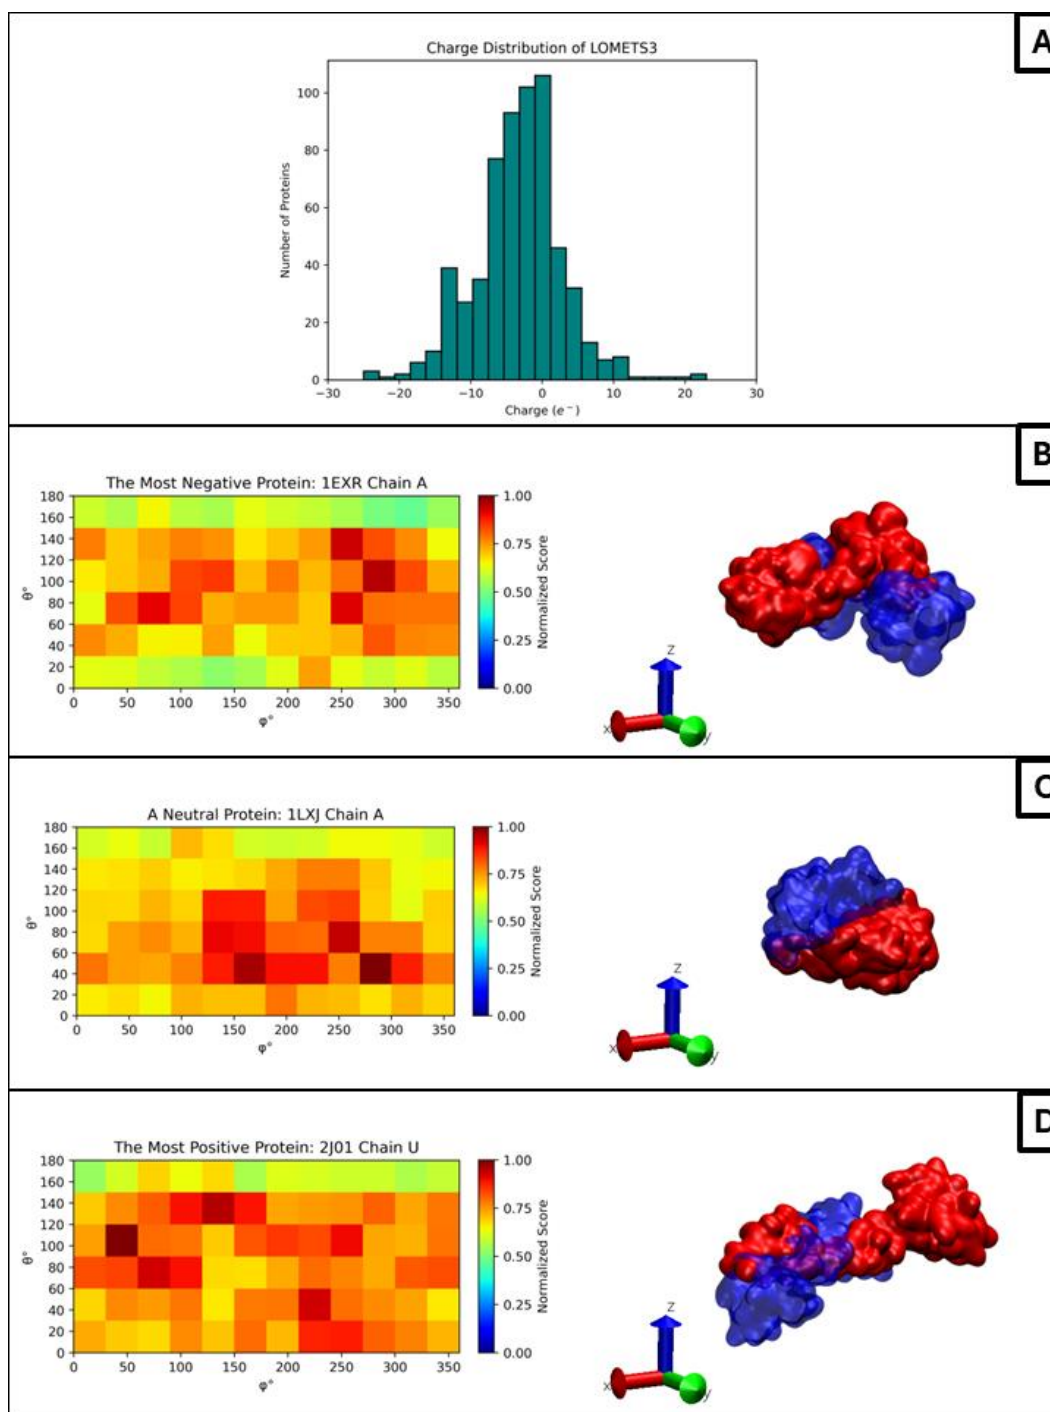 A
Charge Distribution of LOMETS3
100
80
60
40
20
0
Number of Proteins
−30 −20 −10 0 10 20 30
Charge (e⁻)
B
The Most Negative Protein: 1EXR Chain A
180
160
140
120
100
80
60
40
20
0
θ°
0 50 100 150 200 250 300 350
φ°
1.00
0.75
0.50
0.25
0.00
Normalized Score
z
x
y
C
A Neutral Protein: 1LXJ Chain A
180
160
140
120
100
80
60
40
20
0
θ°
0 50 100 150 200 250 300 350
φ°
1.00
0.75
0.50
0.25
0.00
Normalized Score
z
x
y
D
The Most Positive Protein: 2J01 Chain U
180
160
140
120
100
80
60
40
20
0
θ°
0 50 100 150 200 250 300 350
φ°
1.00
0.75
0.50
0.25
0.00
Normalized Score
z
x
y